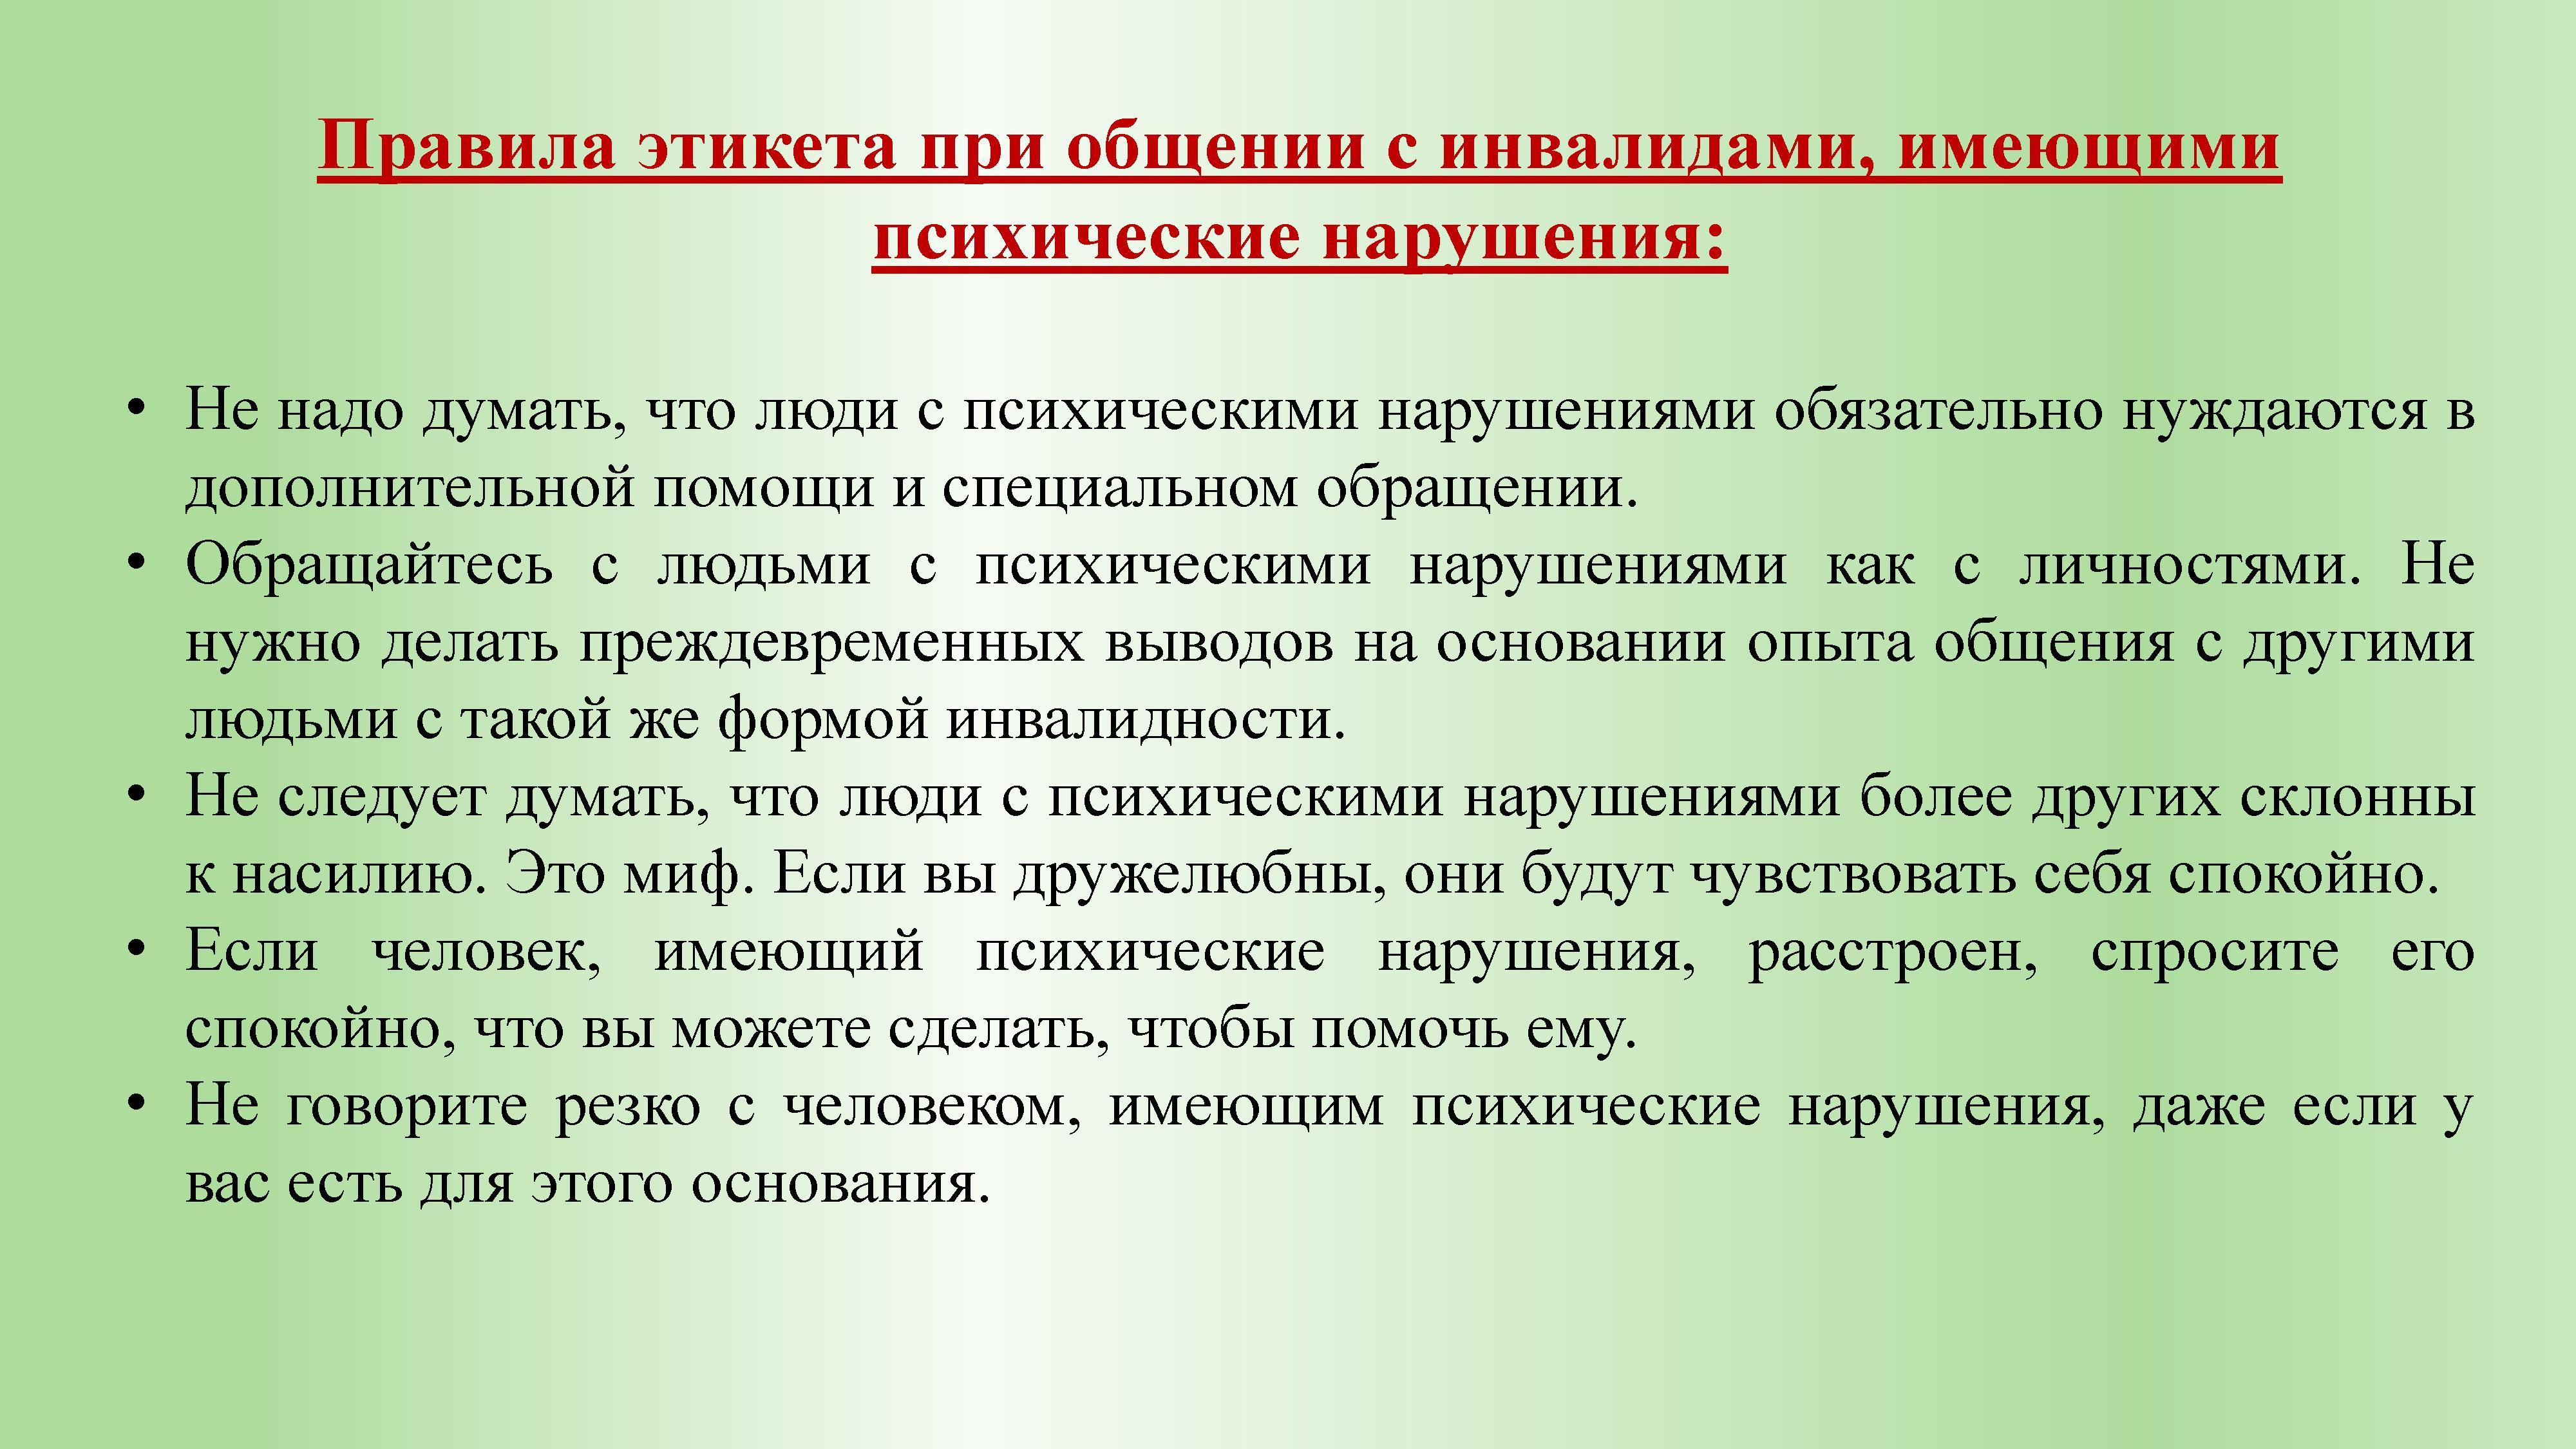 Правила этикета при общении с инвалидами, имеющими
психические нарушения:
• Не надо думать, что люди с психическими нарушениями обязательно нуждаются в
дополнительной помощи и специальном обращении.
• Обращайтесь с людьми с психическими нарушениями как с личностями. Не
нужно делать преждевременных выводов на основании опыта общения с другими
людьми с такой же формой инвалидности.
• Не следует думать, что люди с психическими нарушениями более других склонны
к насилию. Это миф. Если вы дружелюбны, они будут чувствовать себя спокойно.
• Если человек, имеющий психические нарушения, расстроен, спросите его
спокойно, что вы можете сделать, чтобы помочь ему.
• Не говорите резко с человеком, имеющим психические нарушения, даже если у
вас есть для этого основания.